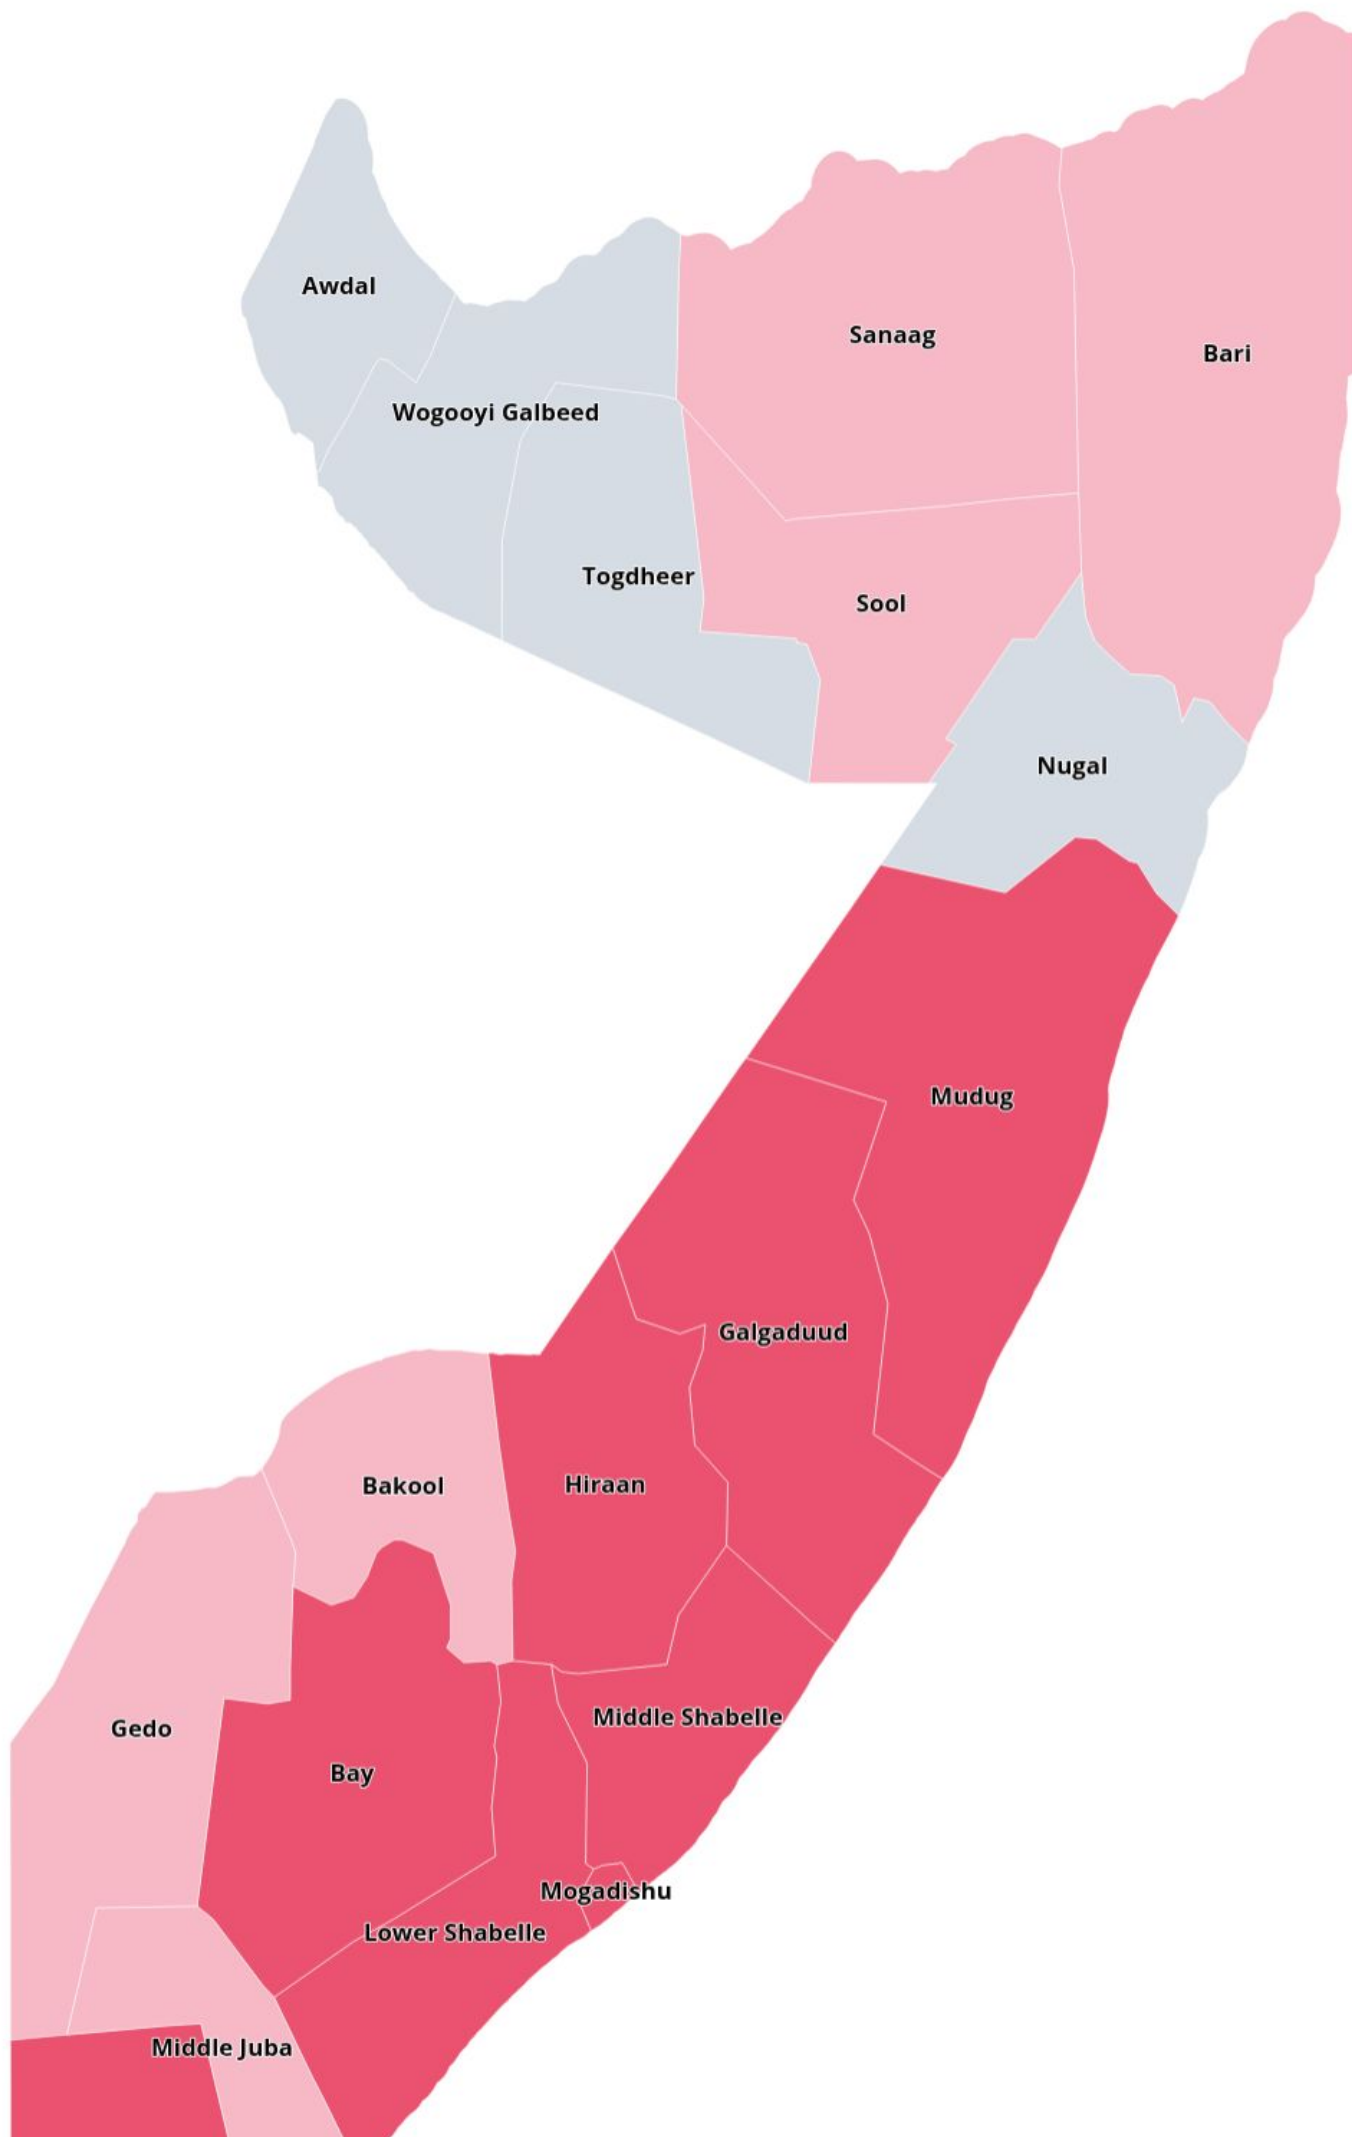 Awdal
Sanaag
Bari
Wogooyi Galbeed
Togdheer
Sool
Nugal
Mudug
Galgaduud
Hiraan
Bakool
Middle Shabelle
Gedo
Bay
Mogadishu
Lower Shabelle
Middle Juba